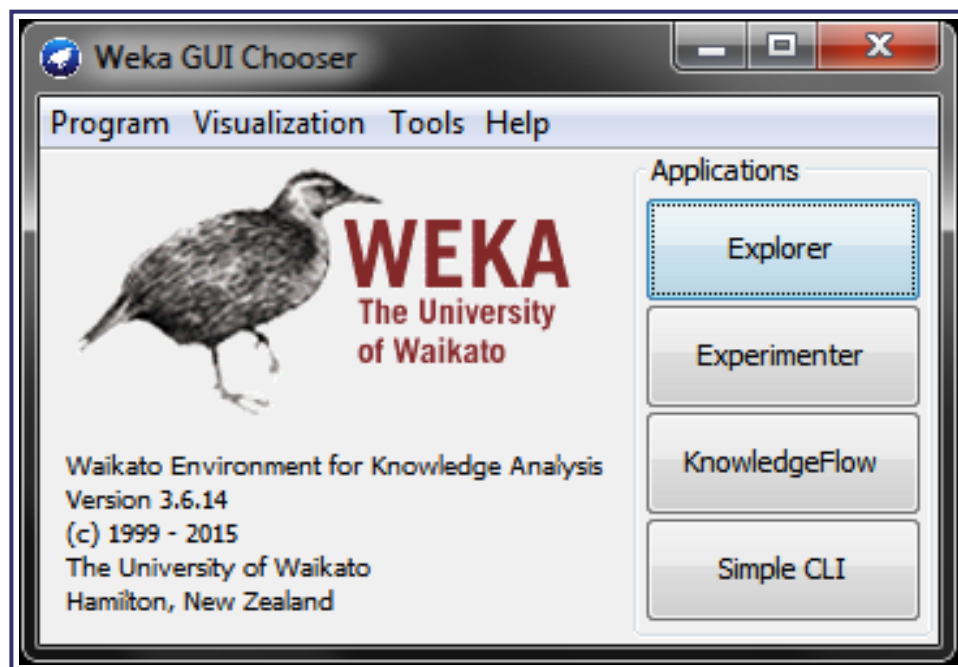 Weka GUI Chooser
Program Visualization Tools Help
WEKA
The University
of Waikato
Waikato Environment for Knowledge Analysis
Version 3.6.14
(c) 1999 - 2015
The University of Waikato
Hamilton, New Zealand
Applications
Explorer
Experimenter
KnowledgeFlow
Simple CLI